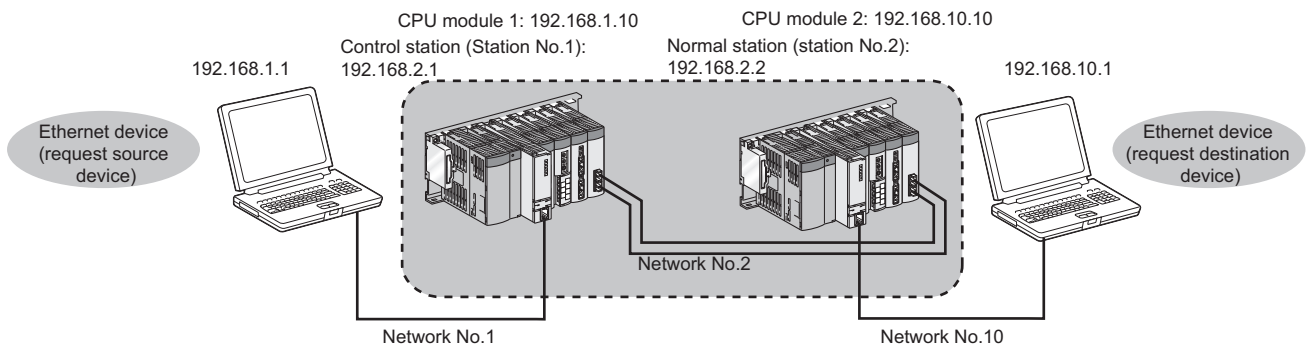 CPU module 1: 192.168.1.10
CPU module 2: 192.168.10.10
Control station (Station No.1):
192.168.2.1
Normal station (station No.2):
192.168.2.2
192.168.1.1
192.168.10.1
Ethernet device
(request source
device)
Ethernet device
(request destination
device)
Network No.2
Network No.1
Network No.10